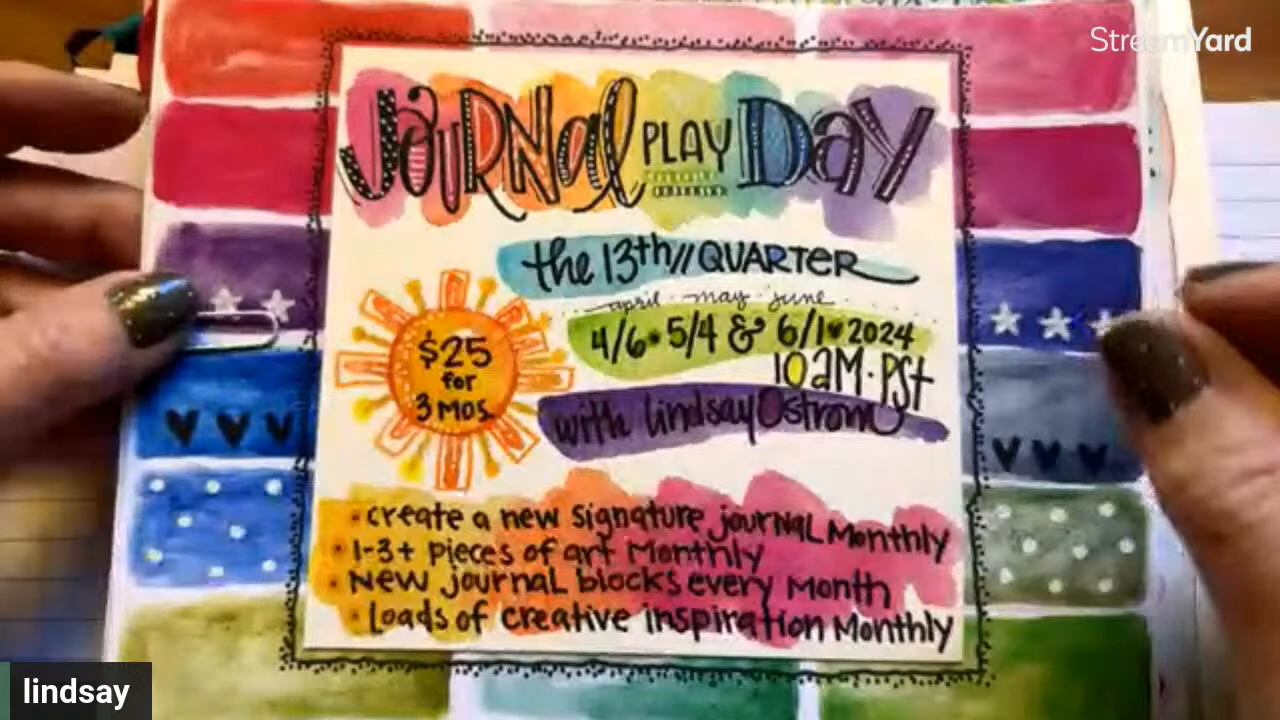 StreamYard
JOURNAL PLAY DAY
the 13th//QUARTER
april · may · june
4/6 • 5/4 & 6/1 ♥ 2024
10AM • PST
$25
for
3 MOS.
with lindsay Ostrom
• create a new signature journal Monthly
• 1-3+ pieces of art Monthly
• New journal blocks every Month
• Loads of creative inspiration Monthly
lindsay